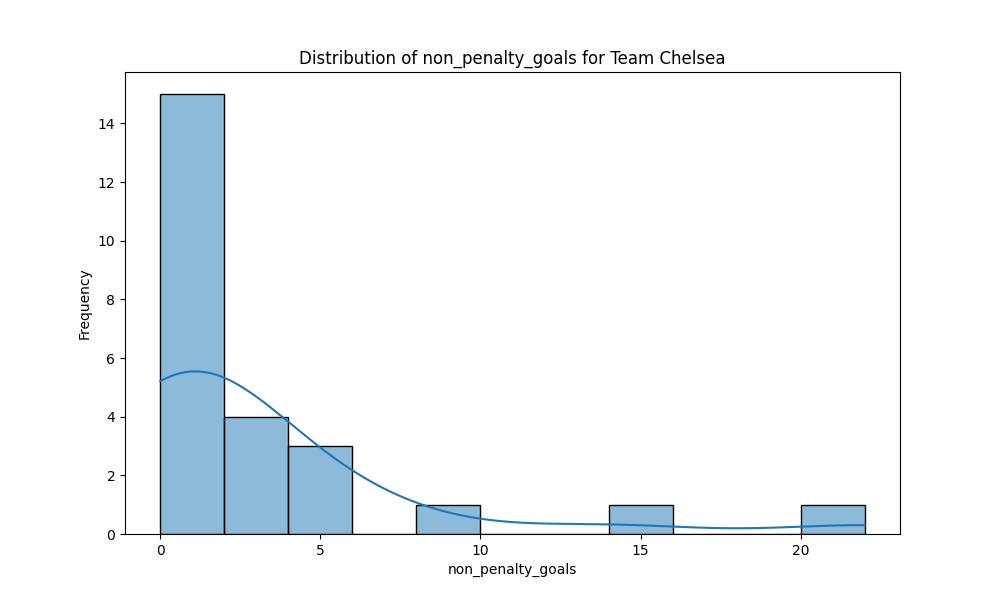 Distribution of non_penalty_goals for Team Chelsea
Frequency
14
12
10
8
6
4
2
0
0 5 10 15 20
non_penalty_goals